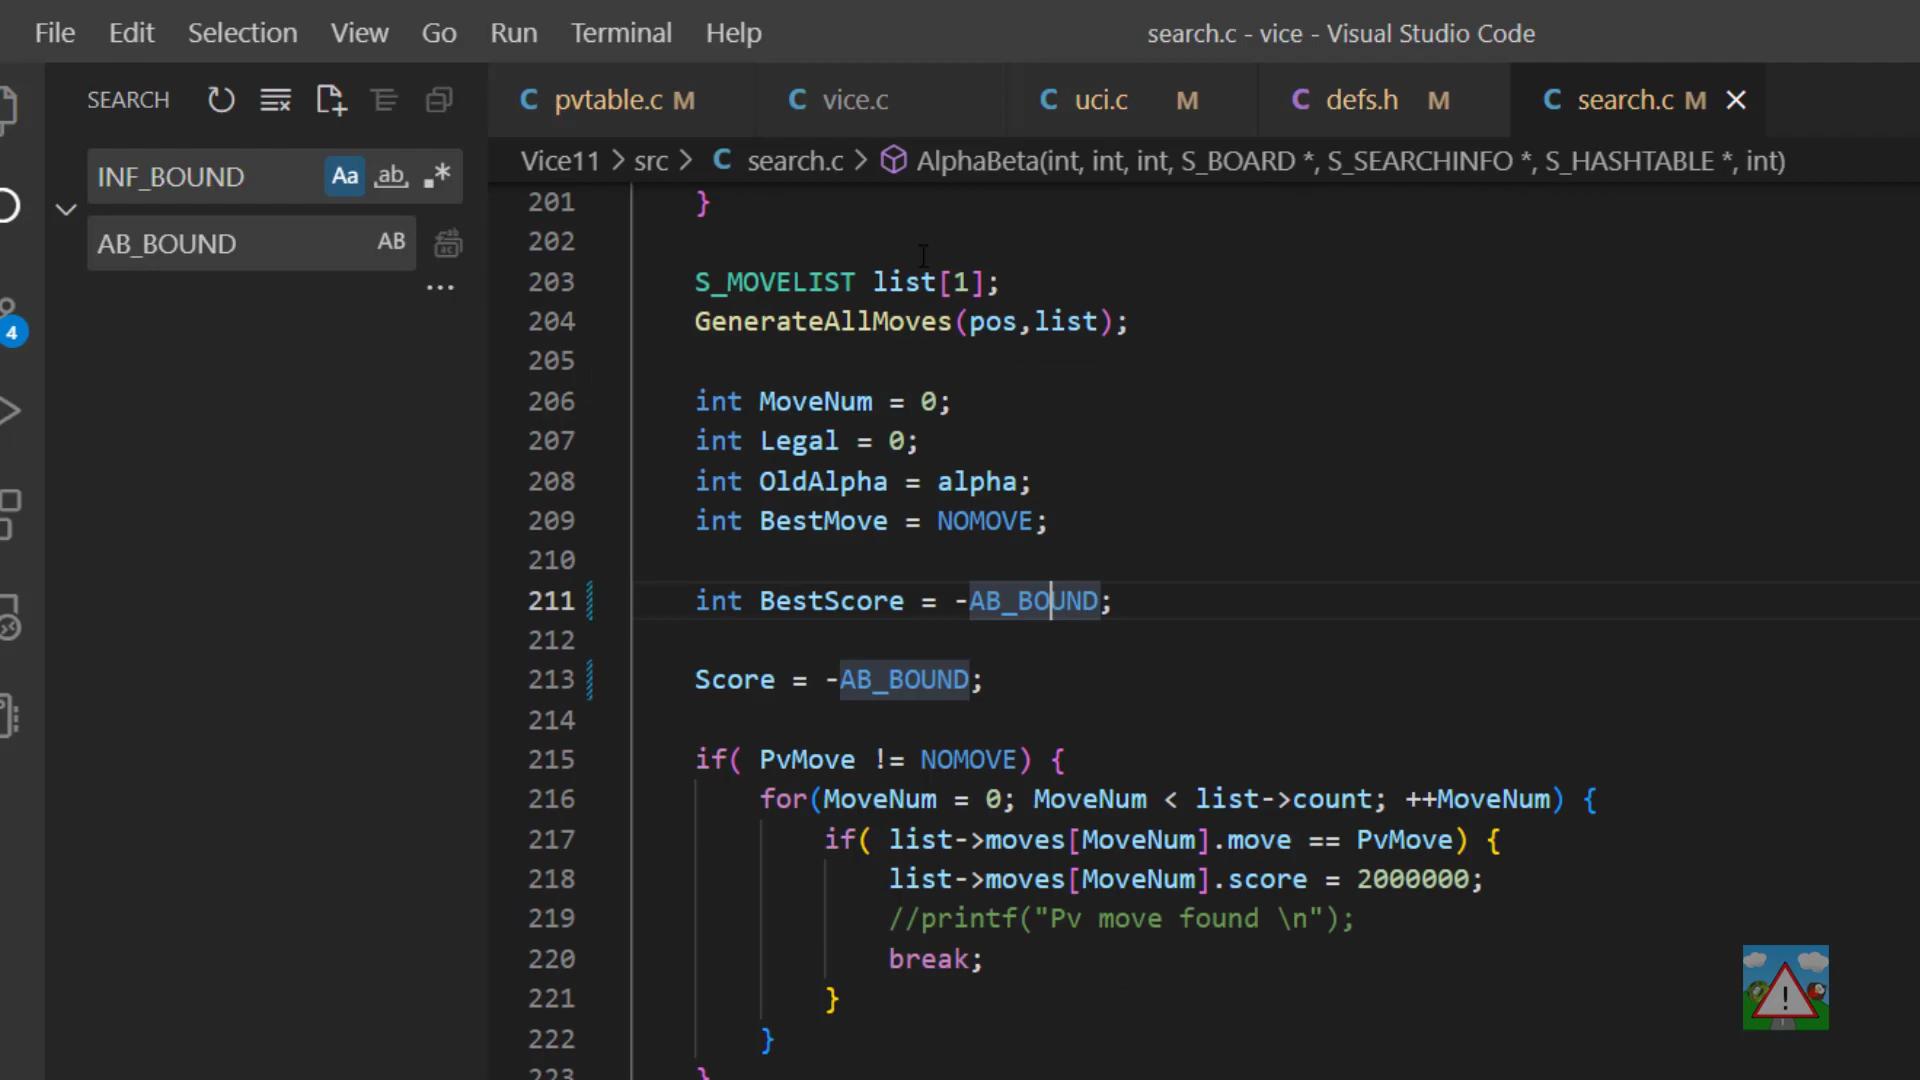 File Edit Selection View Go Run Terminal Help search.c - vice - Visual Studio Code
SEARCH
INF_BOUND Aa ab .*
AB_BOUND AB
...
4
C pvtable.c M C vice.c C uci.c M C defs.h M C search.c M
Vice11 > src > C search.c > AlphaBeta(int, int, int, S_BOARD *, S_SEARCHINFO *, S_HASHTABLE *, int)
201 }
202
203 S_MOVELIST list[1];
204 GenerateAllMoves(pos,list);
205
206 int MoveNum = 0;
207 int Legal = 0;
208 int OldAlpha = alpha;
209 int BestMove = NOMOVE;
210
211 int BestScore = -AB_BOUND;
212
213 Score = -AB_BOUND;
214
215 if( PvMove != NOMOVE) {
216 for(MoveNum = 0; MoveNum < list->count; ++MoveNum) {
217 if( list->moves[MoveNum].move == PvMove) {
218 list->moves[MoveNum].score = 2000000;
219 //printf("Pv move found \n");
220 break;
221 }
222 }
223 }